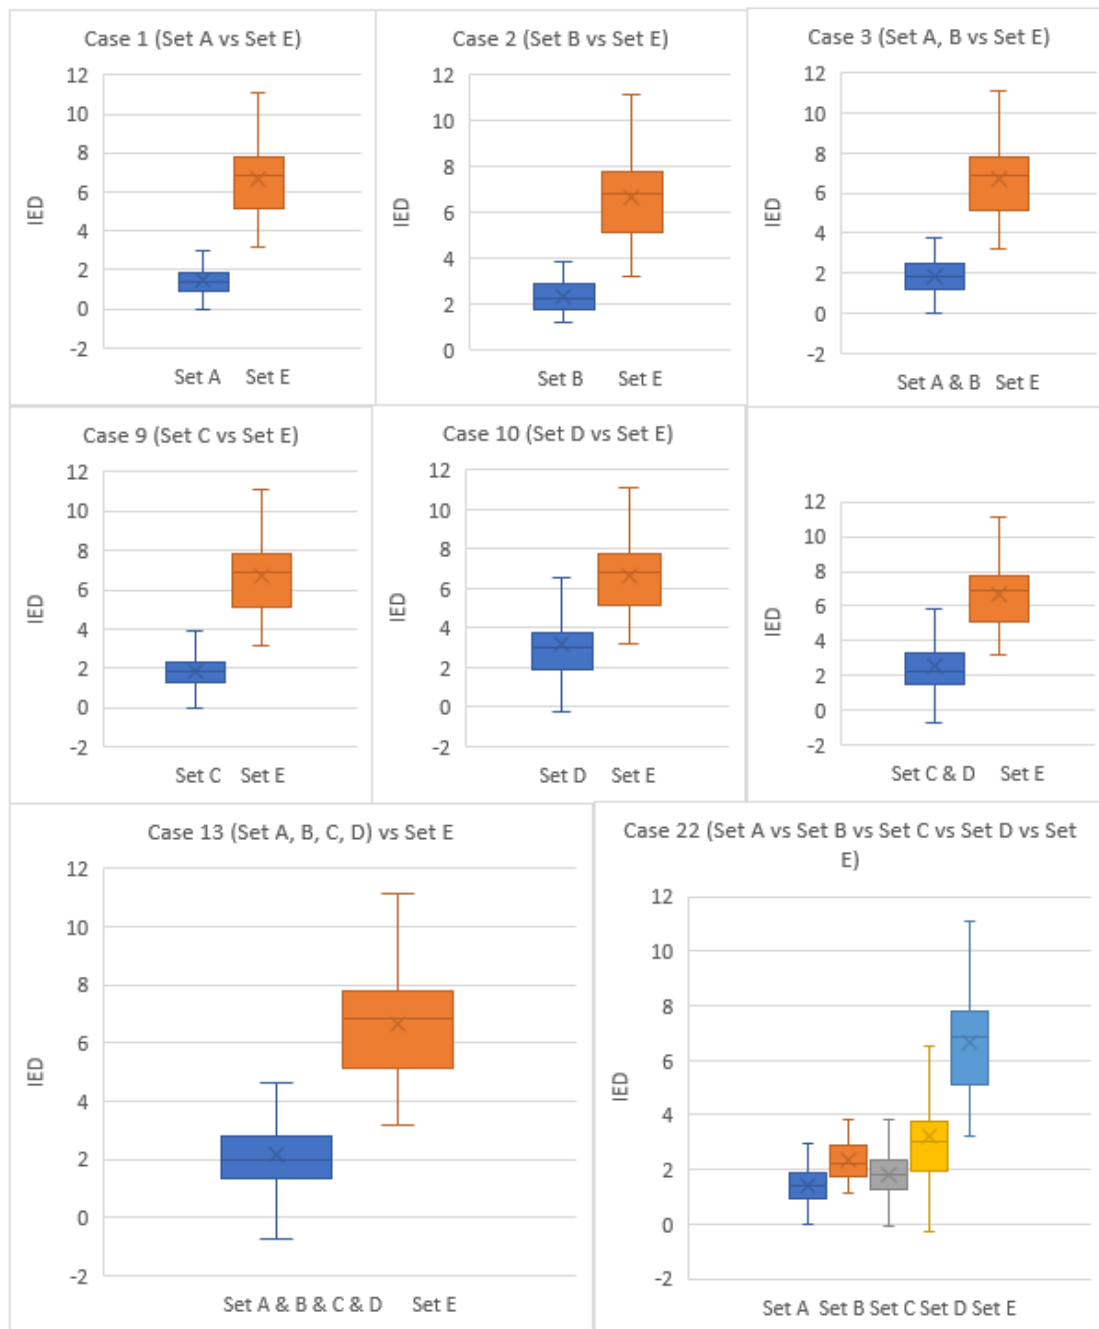 Case 1 (Set A vs Set E)
12
10
8
6
4
2
0
-2
IED
Set A Set E
Case 2 (Set B vs Set E)
12
10
8
6
4
2
0
IED
Set B Set E
Case 3 (Set A, B vs Set E)
12
10
8
6
4
2
0
-2
IED
Set A & B Set E
Case 9 (Set C vs Set E)
12
10
8
6
4
2
0
-2
IED
Set C Set E
Case 10 (Set D vs Set E)
12
10
8
6
4
2
0
-2
IED
Set D Set E
12
10
8
6
4
2
0
-2
IED
Set C & D Set E
Case 13 (Set A, B, C, D) vs Set E
12
10
8
6
4
2
0
-2
IED
Set A & B & C & D Set E
Case 22 (Set A vs Set B vs Set C vs Set D vs Set
E)
12
10
8
6
4
2
0
-2
IED
Set A Set B Set C Set D Set E